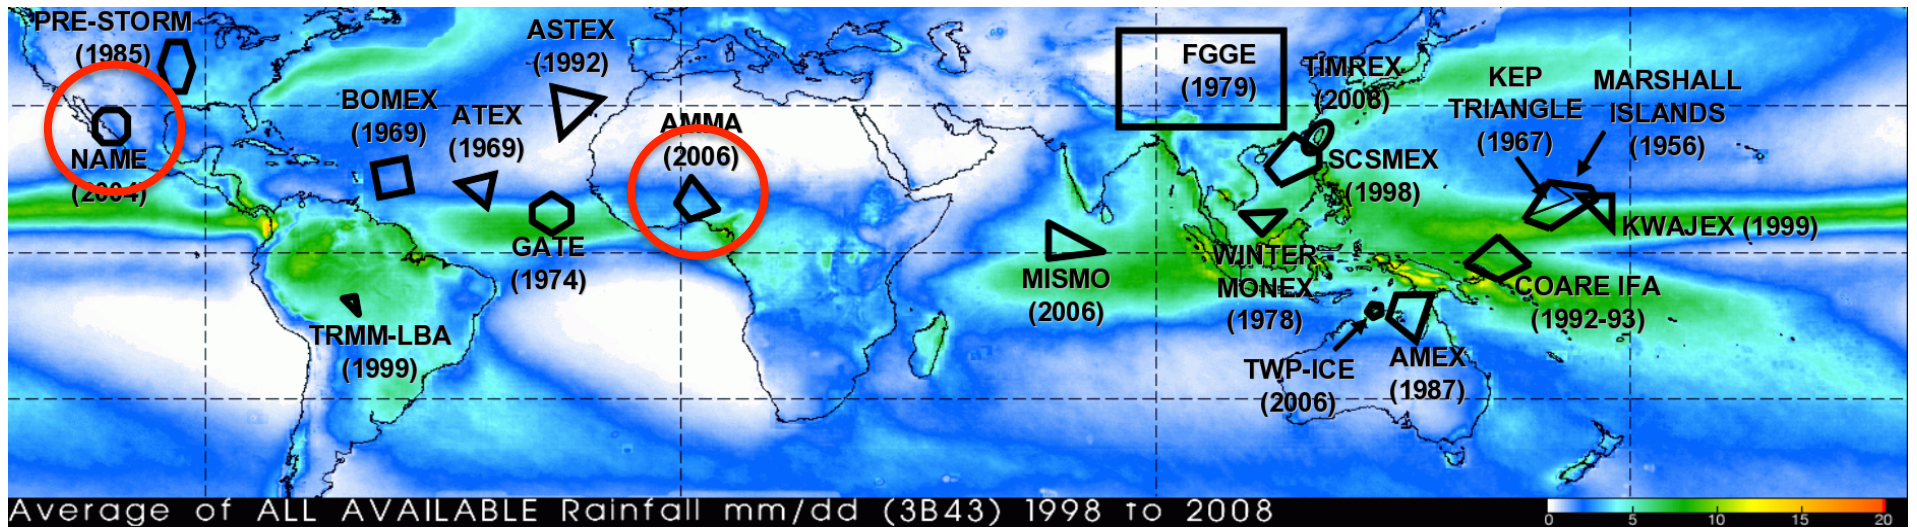 PRE-STORM
(1985)
NAME
(2004)
BOMEX
(1969)
ATEX
(1969)
ASTEX
(1992)
GATE
(1974)
AMMA
(2006)
TRMM-LBA
(1999)
MISMO
(2006)
FGGE
(1979)
TIMREX
(2008)
SCSMEX
(1998)
WINTER
MONEX
(1978)
TWP-ICE
(2006)
AMEX
(1987)
KEP
TRIANGLE
(1967)
MARSHALL
ISLANDS
(1956)
KWAJEX (1999)
COARE IFA
(1992-93)
Average of ALL AVAILABLE Rainfall mm/dd (3B43) 1998 to 2008
0 5 10 15 20